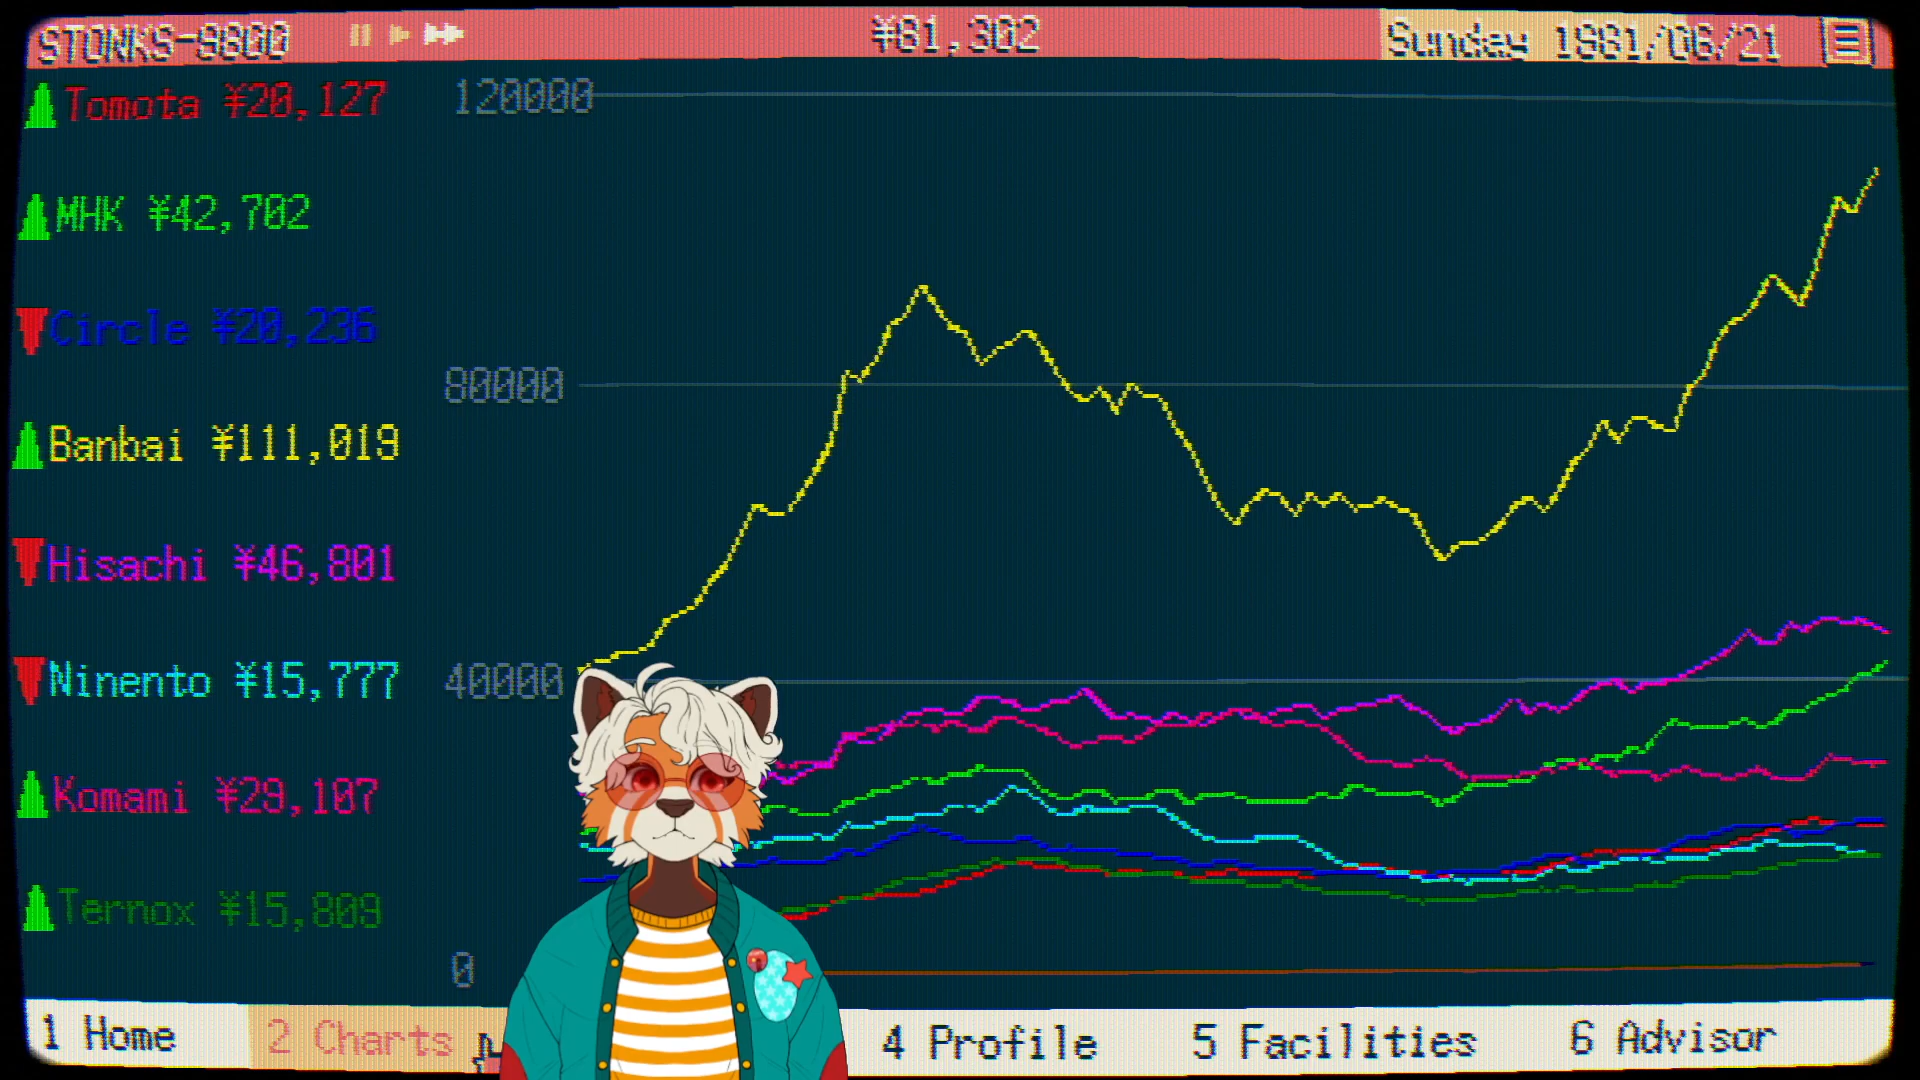 STONKS-9800
¥81,302
Sunday 1981/06/21
Tomota ¥20,127
MHK ¥42,702
Circle ¥20,236
Banbai ¥111,019
Hisachi ¥46,801
Ninento ¥15,777
Komami ¥29,107
Ternox ¥15,809
120000
80000
40000
0
1 Home
2 Charts
4 Profile
5 Facilities
6 Advisor